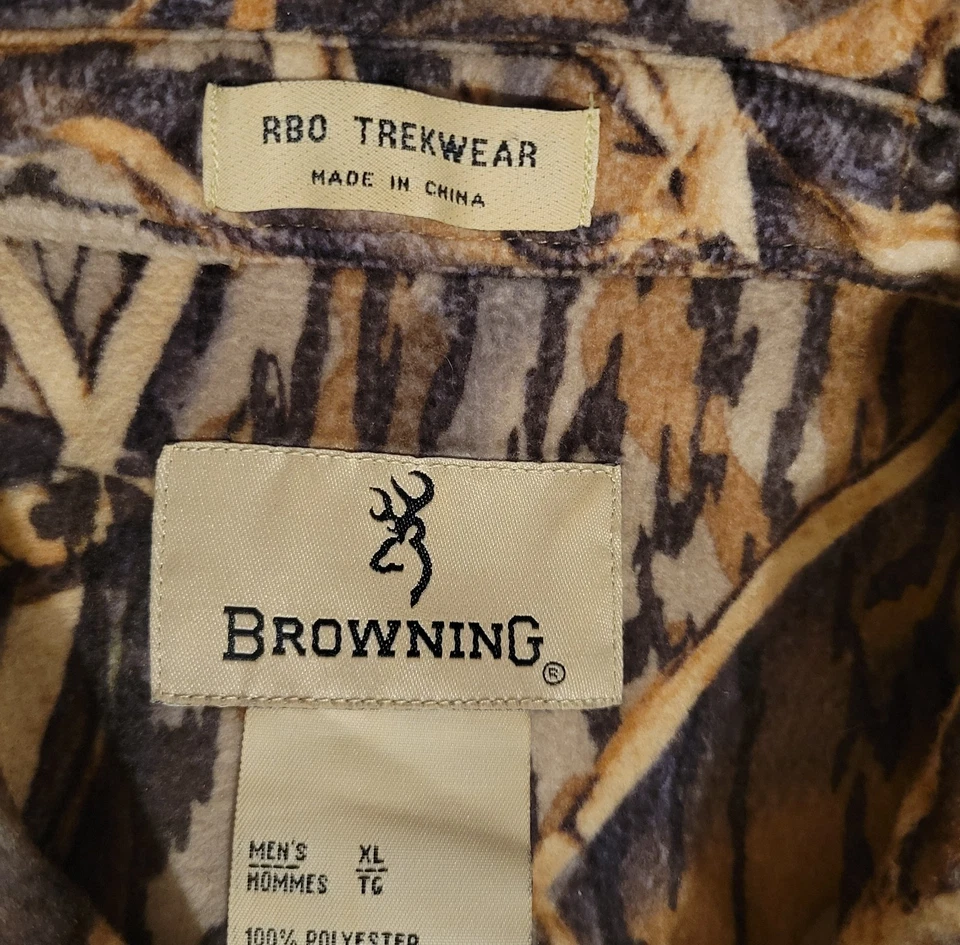 RBO TREKWEAR
MADE IN CHINA
BROWNING®
MEN'S XL
HOMMES TG
100% POLYESTER